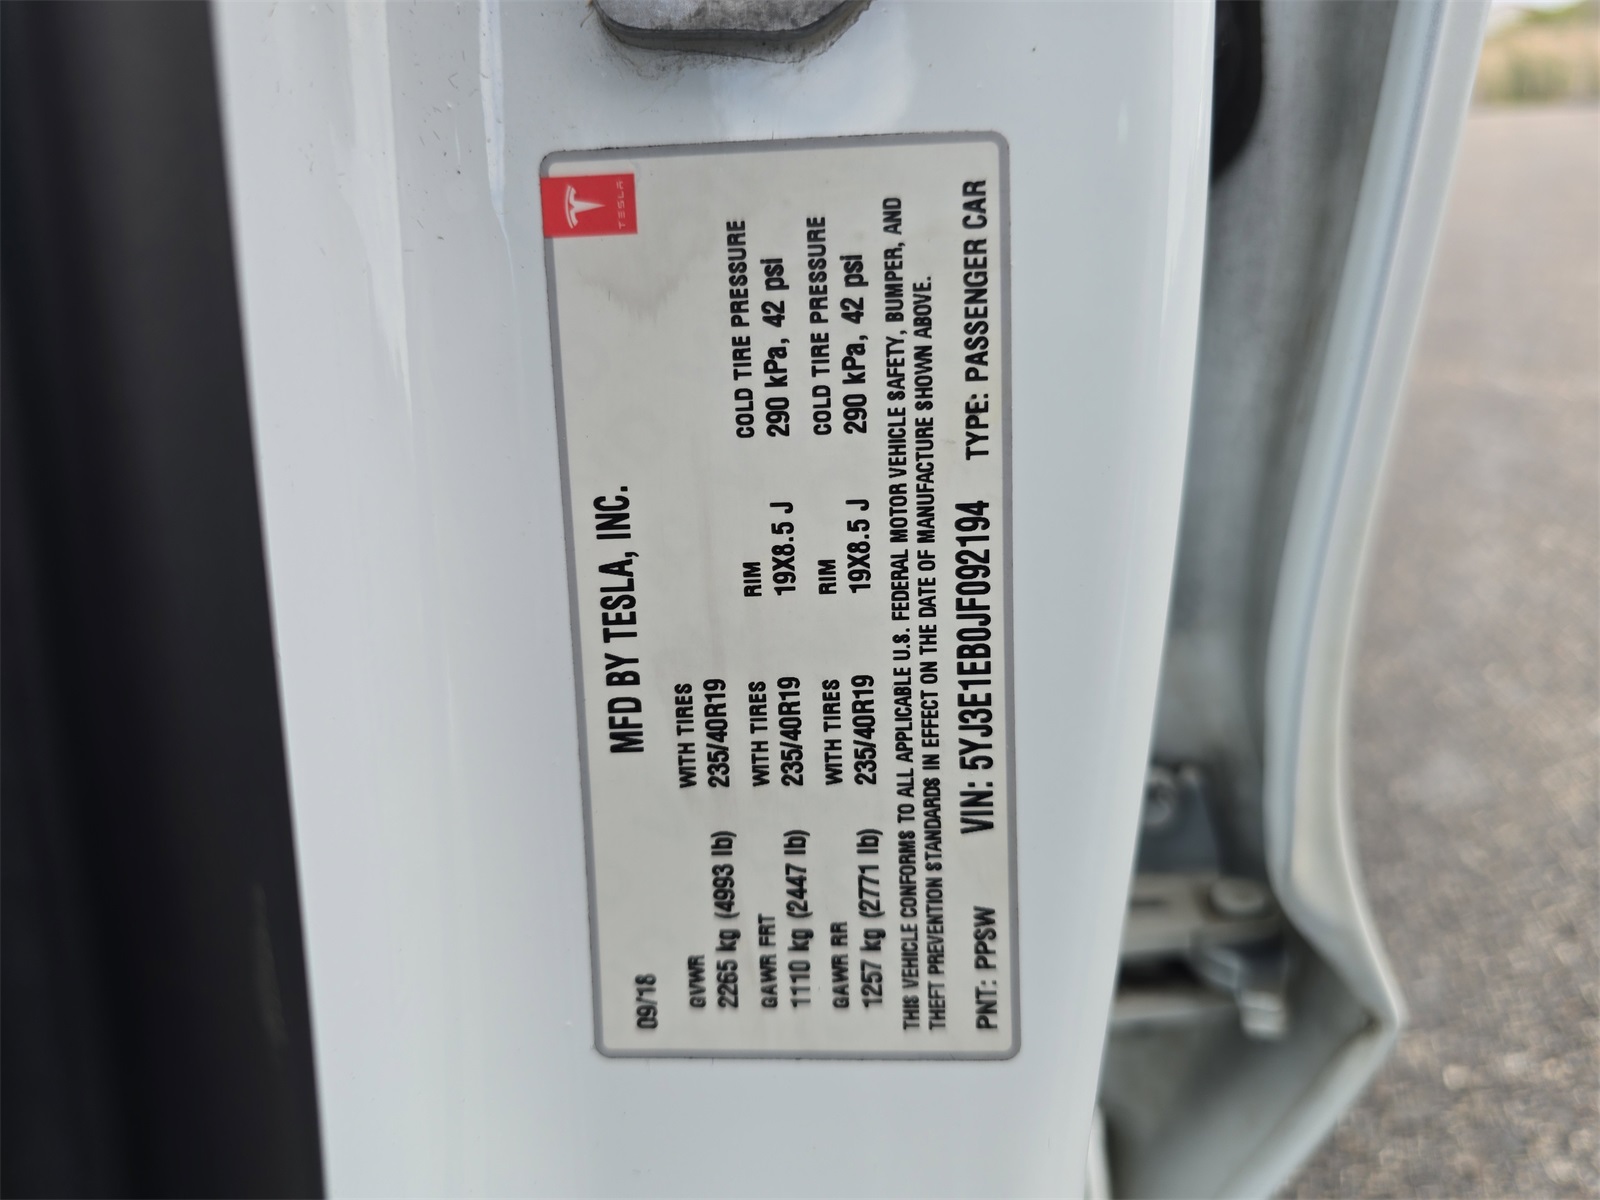 TESLA
MFD BY TESLA, INC.
09/18
GVWR WITH TIRES
2265 kg (4993 lb) 235/40R19
GAWR FRT WITH TIRES RIM COLD TIRE PRESSURE
1110 kg (2447 lb) 235/40R19 19X8.5 J 290 kPa, 42 psi
GAWR RR WITH TIRES RIM COLD TIRE PRESSURE
1257 kg (2771 lb) 235/40R19 19X8.5 J 290 kPa, 42 psi
THIS VEHICLE CONFORMS TO ALL APPLICABLE U.S. FEDERAL MOTOR VEHICLE SAFETY, BUMPER, AND
THEFT PREVENTION STANDARDS IN EFFECT ON THE DATE OF MANUFACTURE SHOWN ABOVE.
PNT: PPSW VIN: 5YJ3E1EB0JF092194 TYPE: PASSENGER CAR